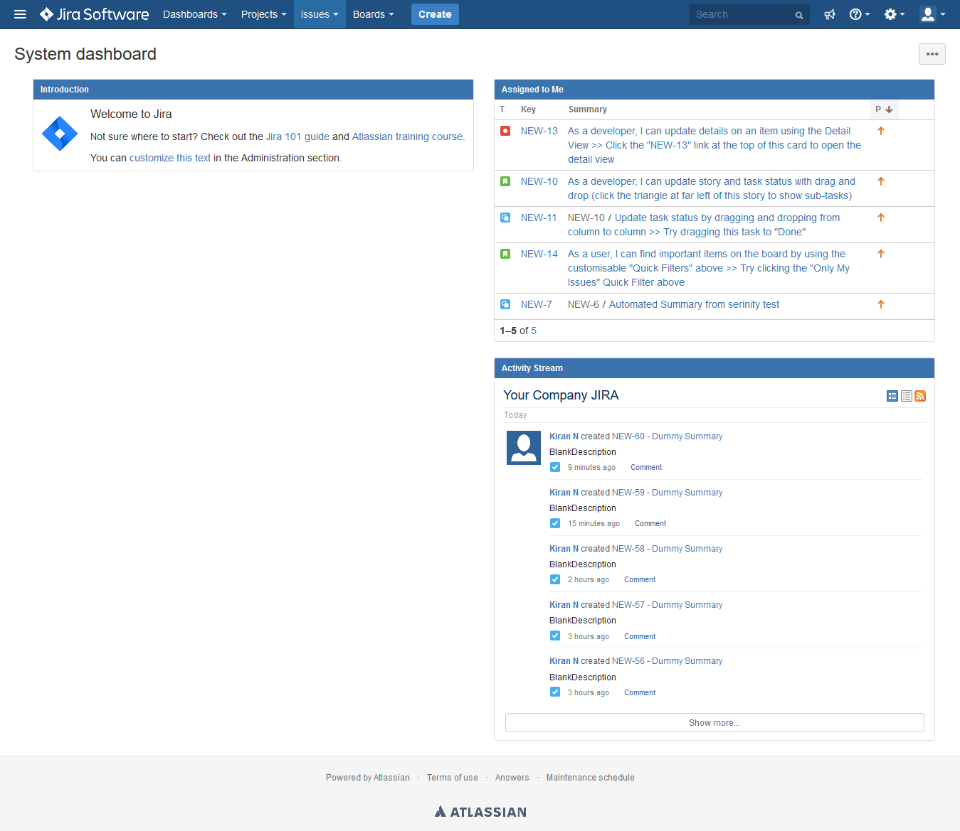 Jira Software Dashboards Projects Issues Boards Create Search
System dashboard
Introduction
Welcome to Jira
Not sure where to start? Check out the Jira 101 guide and Atlassian training course.
You can customize this text in the Administration section.
Assigned to Me
T Key Summary P
NEW-13 As a developer, I can update details on an item using the Detail
View >> Click the "NEW-13" link at the top of this card to open the
detail view
NEW-10 As a developer, I can update story and task status with drag and
drop (click the triangle at far left of this story to show sub-tasks)
NEW-11 NEW-10 / Update task status by dragging and dropping from
column to column >> Try dragging this task to "Done"
NEW-14 As a user, I can find important items on the board by using the
customisable "Quick Filters" above >> Try clicking the "Only My
Issues" Quick Filter above
NEW-7 NEW-6 / Automated Summary from serinity test
1–5 of 5
Activity Stream
Your Company JIRA
Today
Kiran N created NEW-60 - Dummy Summary
BlankDescription
9 minutes ago Comment
Kiran N created NEW-59 - Dummy Summary
BlankDescription
15 minutes ago Comment
Kiran N created NEW-58 - Dummy Summary
BlankDescription
2 hours ago Comment
Kiran N created NEW-57 - Dummy Summary
BlankDescription
3 hours ago Comment
Kiran N created NEW-56 - Dummy Summary
BlankDescription
3 hours ago Comment
Show more...
Powered by Atlassian · Terms of use · Answers · Maintenance schedule
ATLASSIAN